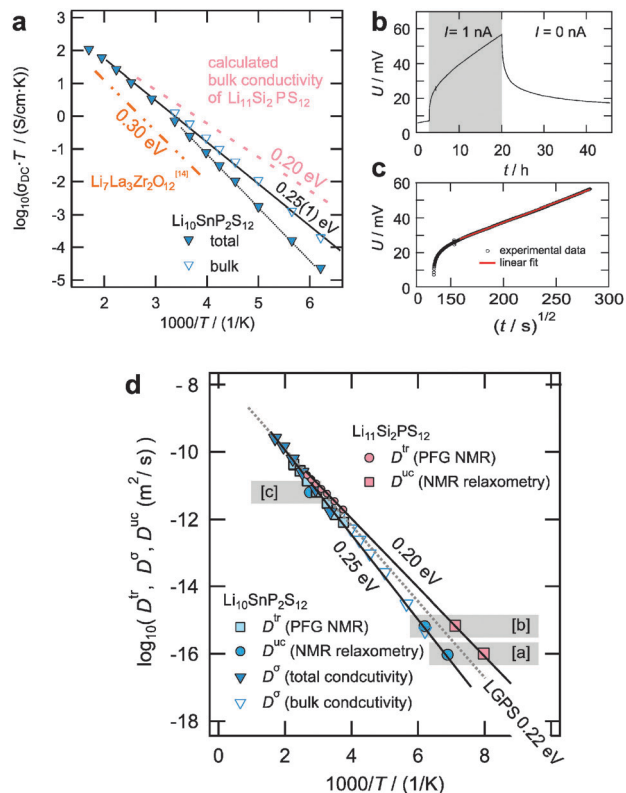 a
log₁₀(σDC·T / (S/cm·K)
3
2
1
0
-1
-2
-3
-4
-5
calculated
bulk conductivity
of Li₁₁Si₂ PS₁₂
0.30 eV
0.20 eV
Li₇La₃Zr₂O₁₂[14]
0.25(1) eV
Li₁₀SnP₂S₁₂
total
bulk
2 3 4 5 6
1000/T / (1/K)
b
I= 1 nA
I= 0 nA
U / mV
60
40
20
0
0 10 20 30 40
t / h
c
U / mV
60
40
20
0
experimental data
linear fit
150 200 250 300
(t / s)1/2
d
log₁₀(Dtr, Dσ, Duc (m²/ s))
- 8
-10
-12
-14
-16
-18
Li₁₁Si₂PS₁₂
Dtr (PFG NMR)
Duc (NMR relaxometry)
[c]
0.20 eV
0.25 eV
Li₁₀SnP₂S₁₂
Dtr (PFG NMR)
Duc (NMR relaxometry)
Dσ (total condcutivity)
Dσ (bulk condcutivity)
[b]
[a]
LGPS 0.22 eV
0 2 4 6 8
1000/T / (1/K)